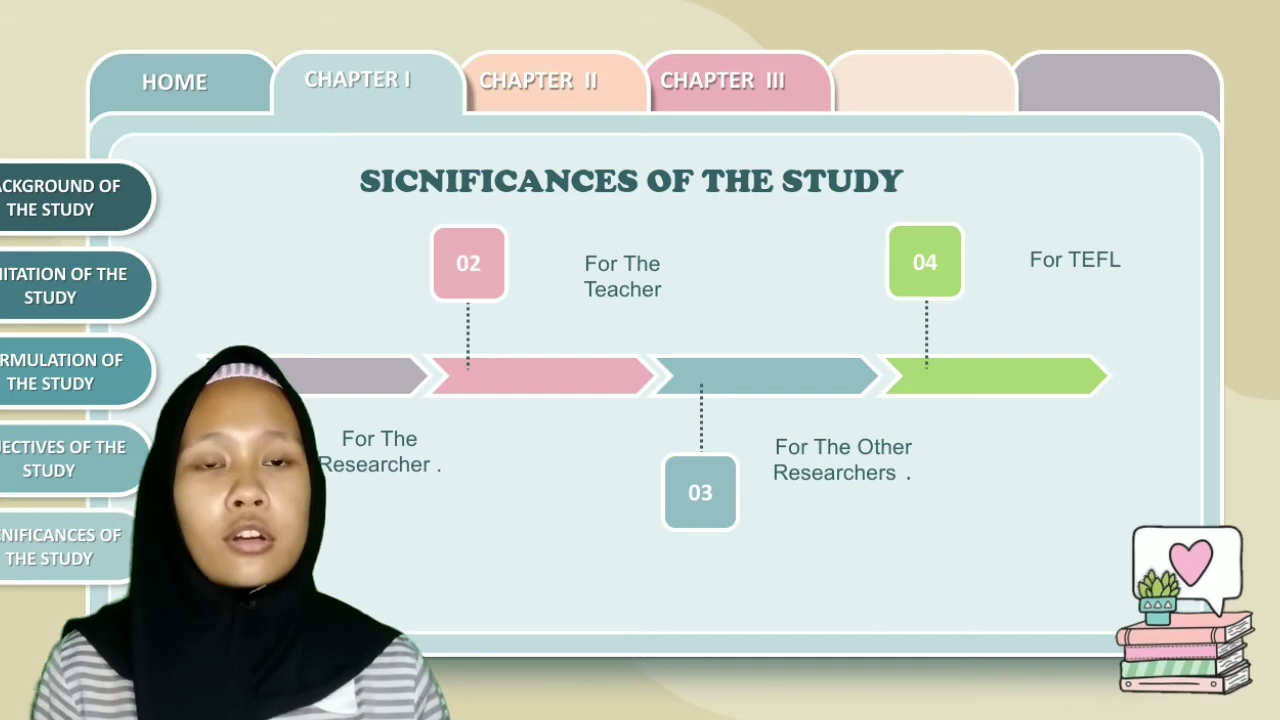 HOME
CHAPTER I
CHAPTER II
CHAPTER III
SICNIFICANCES OF THE STUDY
ACKGROUND OF
THE STUDY
ITATION OF THE
STUDY
RMULATION OF
THE STUDY
JECTIVES OF THE
STUDY
NIFICANCES OF
THE STUDY
02
For The
Teacher
04
For TEFL
For The
Researcher .
03
For The Other
Researchers .